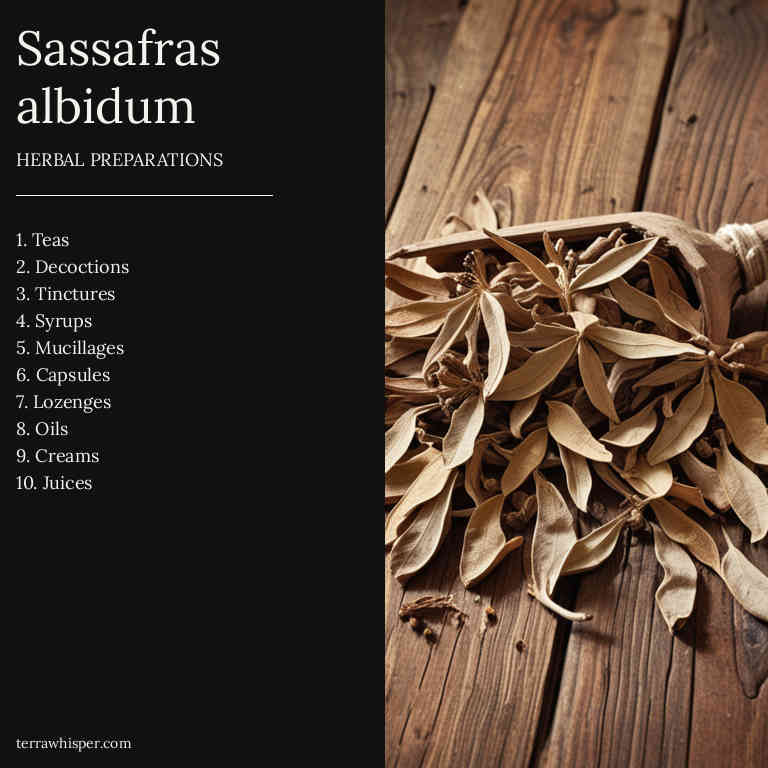 Sassafras
albidum
HERBAL PREPARATIONS
1. Teas
2. Decoctions
3. Tinctures
4. Syrups
5. Mucillages
6. Capsules
7. Lozenges
8. Oils
9. Creams
10. Juices
terrawhisper.com